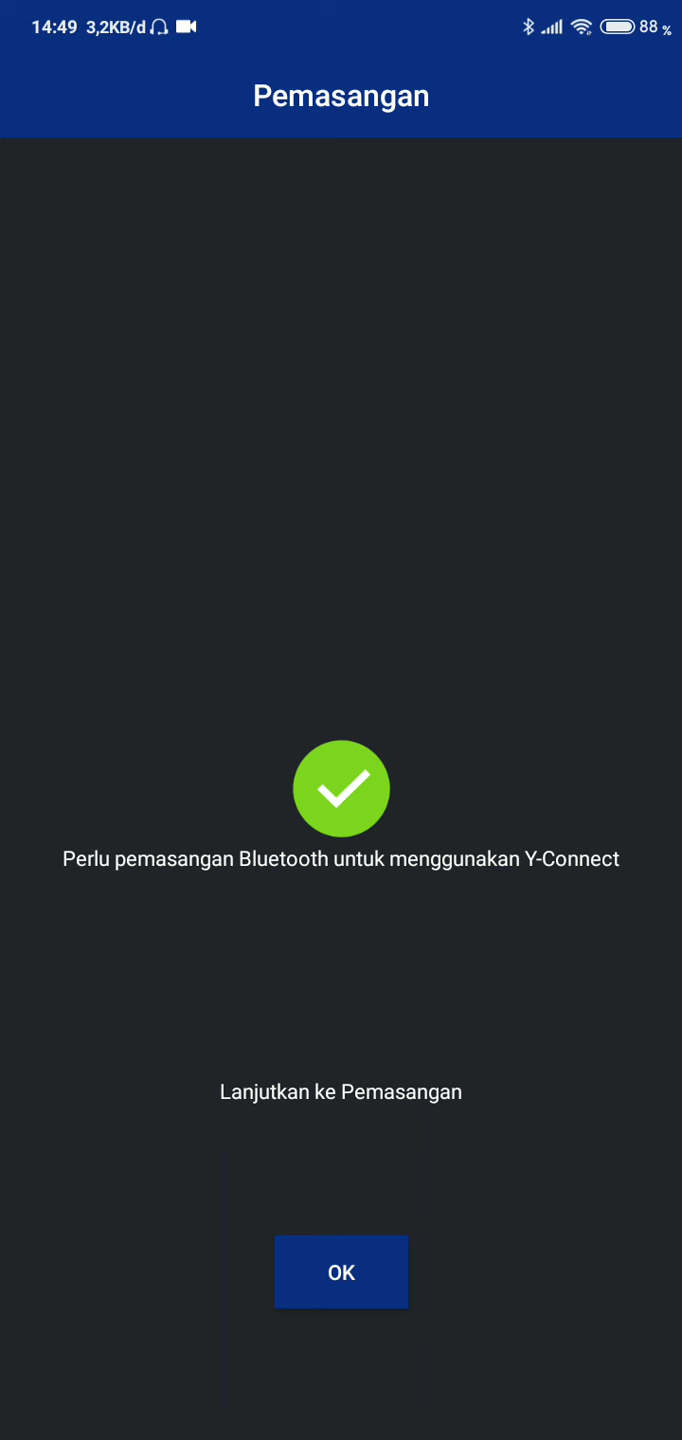 14:49 3,2KB/d 88 %
Pemasangan
Perlu pemasangan Bluetooth untuk menggunakan Y-Connect
Lanjutkan ke Pemasangan
OK